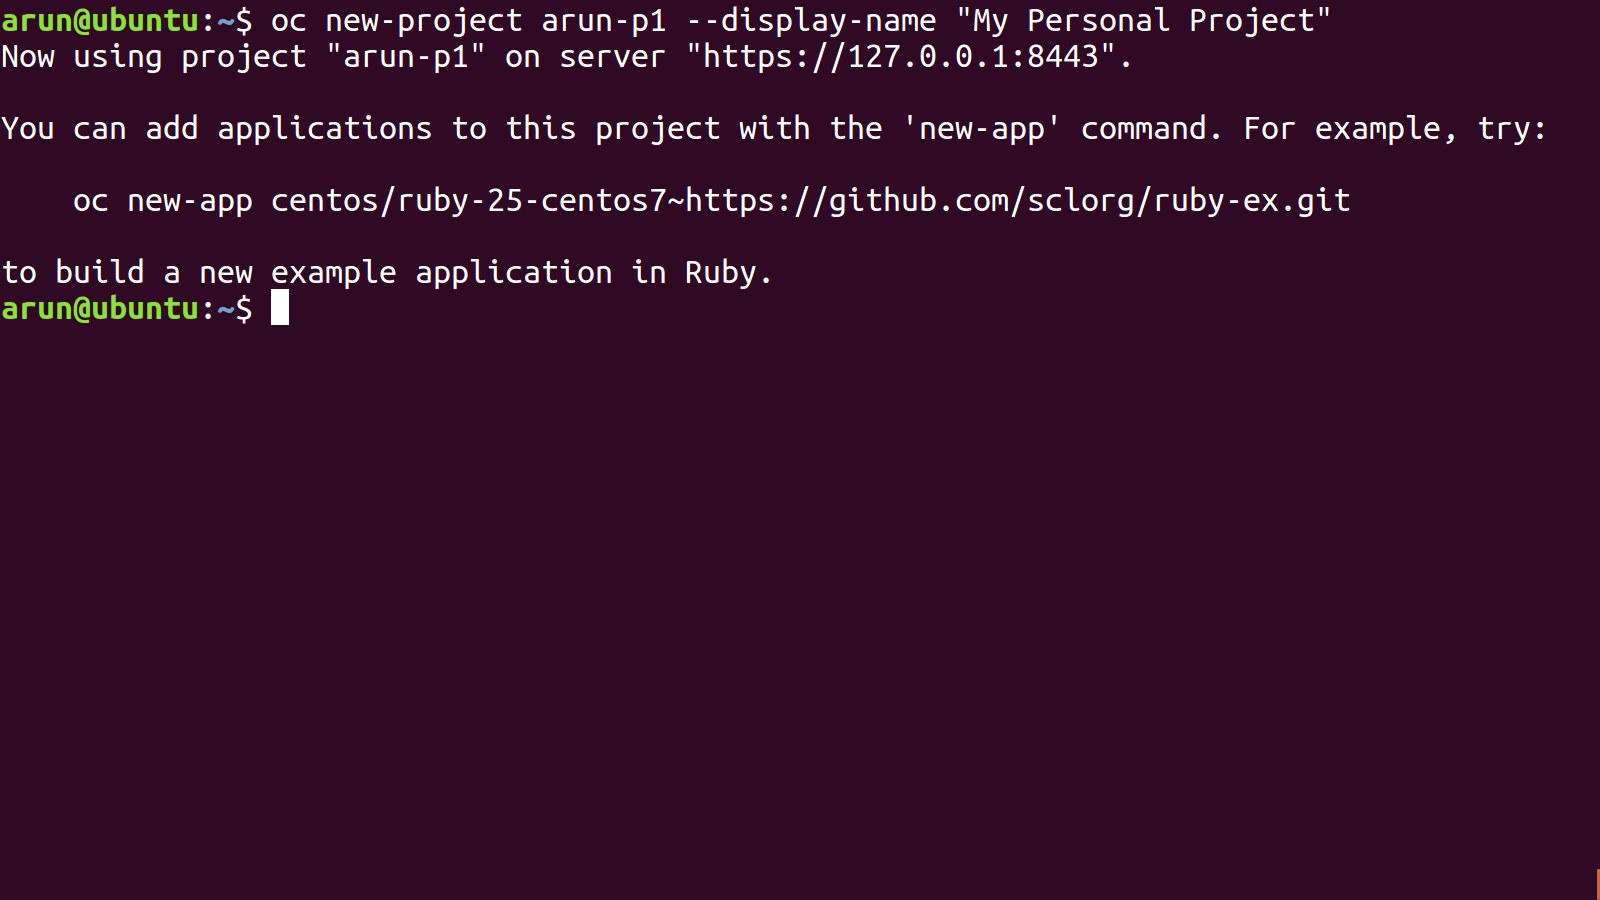 arun@ubuntu:~$ oc new-project arun-p1 --display-name "My Personal Project"
Now using project "arun-p1" on server "https://127.0.0.1:8443".
You can add applications to this project with the 'new-app' command. For example, try:
oc new-app centos/ruby-25-centos7~https://github.com/sclorg/ruby-ex.git
to build a new example application in Ruby.
arun@ubuntu:~$